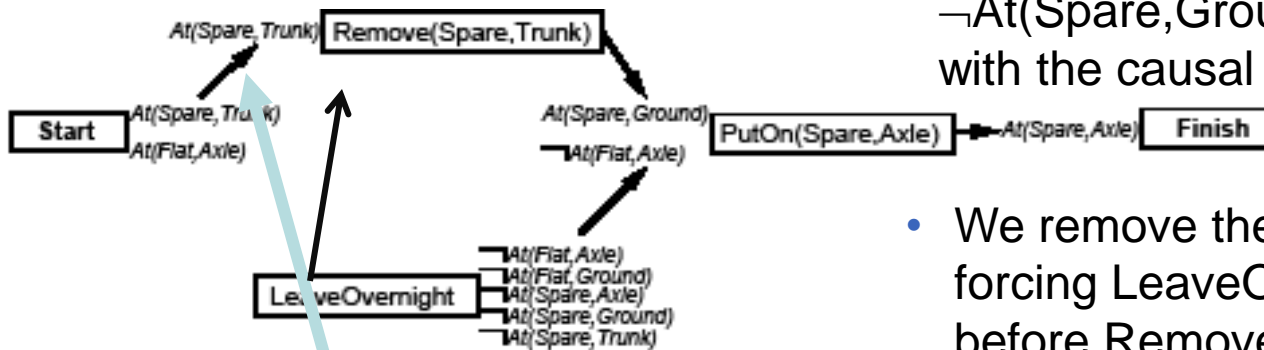 ¬At(Spare,Grou
with the causal
At(Spare,Trunk) Remove(Spare,Trunk)
Start
At(Spare,Trunk)
At(Flat,Axle)
At(Spare,Ground)
¬At(Flat,Axle)
PutOn(Spare,Axle)
At(Spare,Axle)
Finish
LeaveOvernight
¬At(Flat,Axle)
¬At(Flat,Ground)
¬At(Spare,Axle)
¬At(Spare,Ground)
¬At(Spare,Trunk)
• We remove the
forcing LeaveO
before Remove